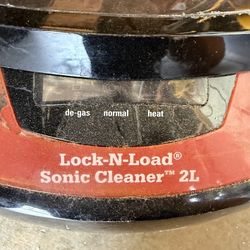 de-gas normal heat
Lock-N-Load®
Sonic Cleaner™ 2L